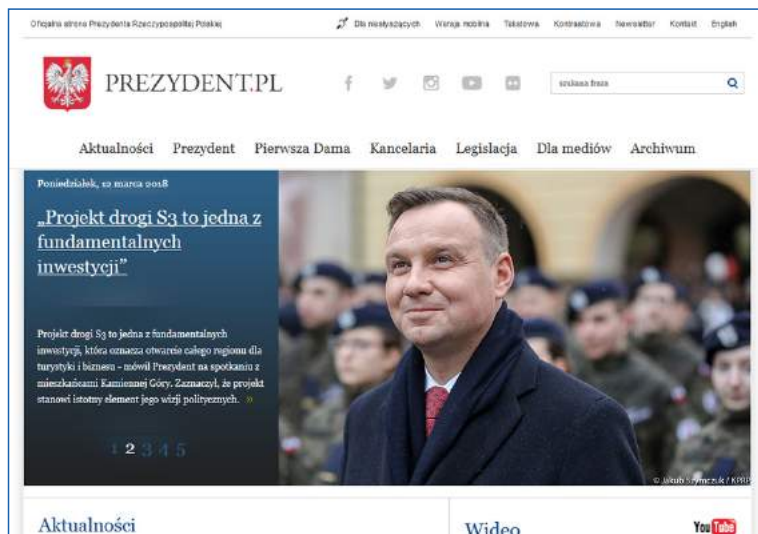 Oficjalna strona Prezydenta Rzeczypospolitej Polskiej
Dla niesłyszących Wersja mobilna Tekstowa Kontrastowa Newsletter Kontakt English
PREZYDENT.PL
szukana fraza
Aktualności Prezydent Pierwsza Dama Kancelaria Legislacja Dla mediów Archiwum
Poniedziałek, 12 marca 2018
„Projekt drogi S3 to jedna z
fundamentalnych
inwestycji”
Projekt drogi S3 to jedna z fundamentalnych
inwestycji, która oznacza otwarcie całego regionu dla
turystyki i biznesu – mówił Prezydent na spotkaniu z
mieszkańcami Kamiennej Góry. Zaznaczył, że projekt
stanowi istotny element jego wizji politycznych. »
1 2 3 4 5
© Jakub Szymczuk / KPRP
Aktualności
Wideo
YouTube